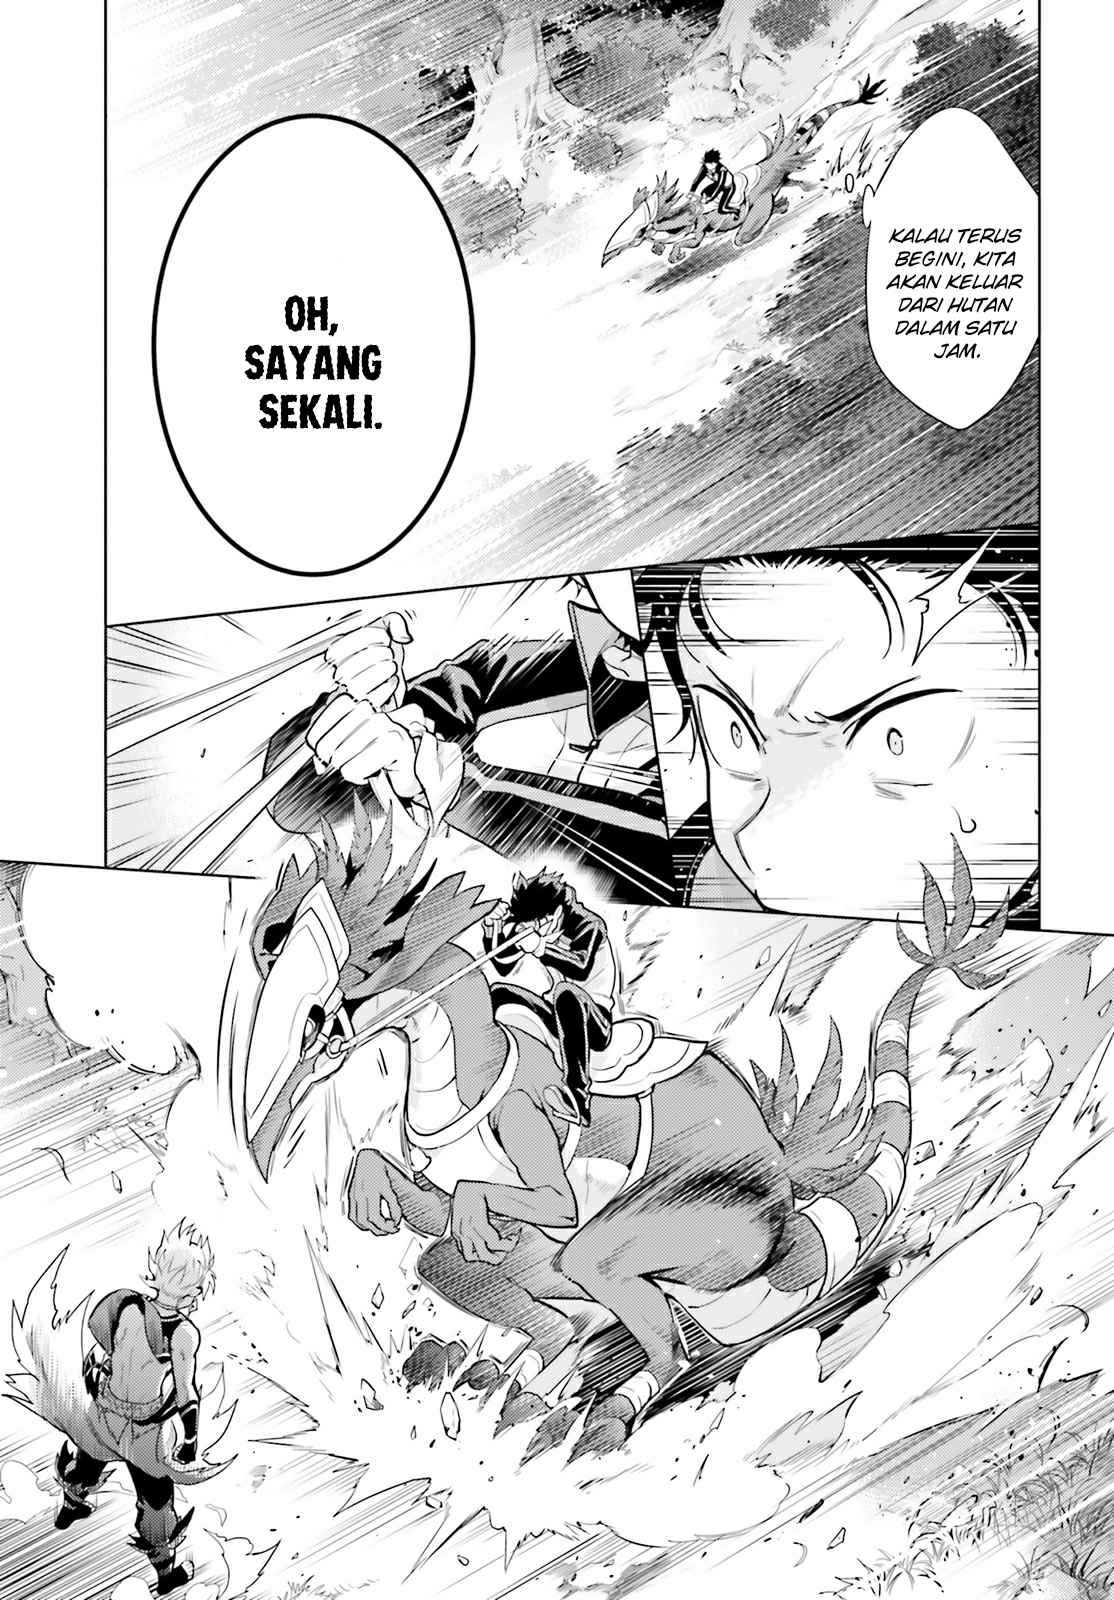 KALAU TERUS
BEGINI, KITA
AKAN KELUAR
DARI HUTAN
DALAM SATU
JAM.
OH,
SAYANG
SEKALI.